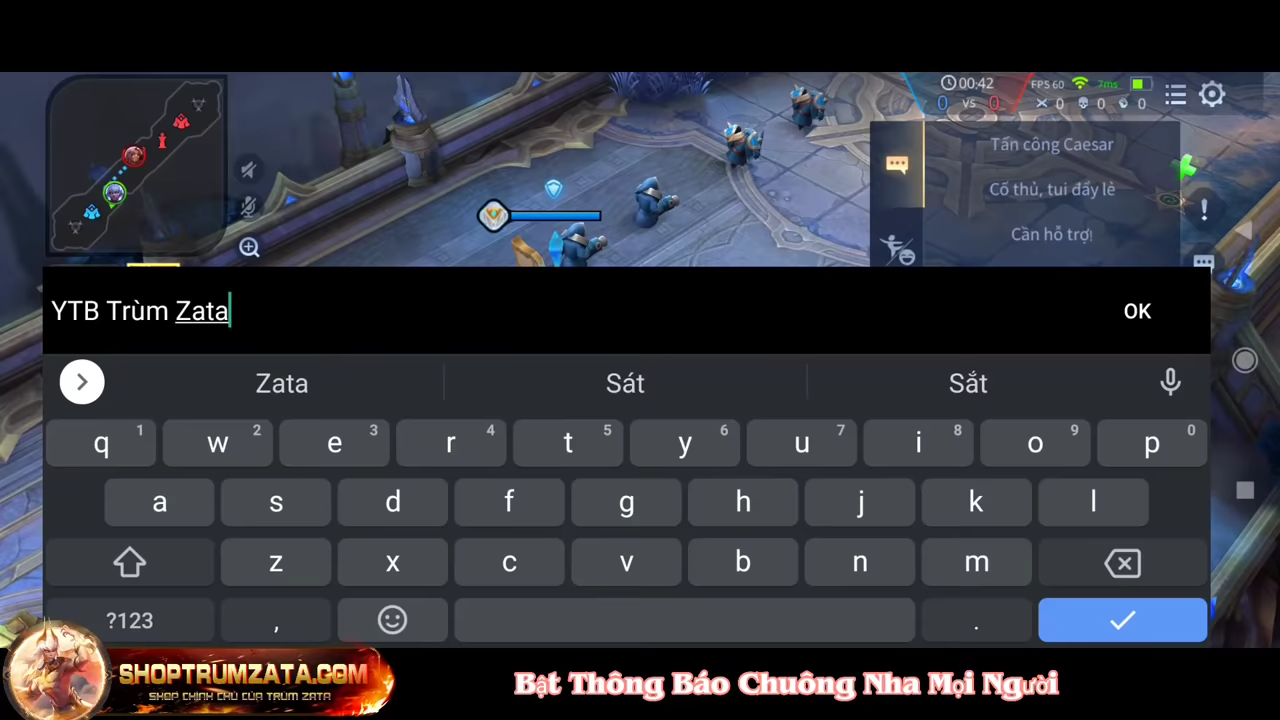 00:42
FPS 60
7ms
0 vs 0
0 0 0
Tấn công Caesar
Cố thủ, tui đẩy lẻ
Cần hỗ trợ!
YTB Trùm Zata
OK
Zata Sát Sắt
q 1 w 2 e 3 r 4 t 5 y 6 u 7 i 8 o 9 p 0
a s d f g h j k l
z x c v b n m
?123 , .
SHOPTRUMZATA.COM
SHOP CHÍNH CHỦ CỦA TRÙM ZATA
Bật Thông Báo Chuông Nha Mọi Người